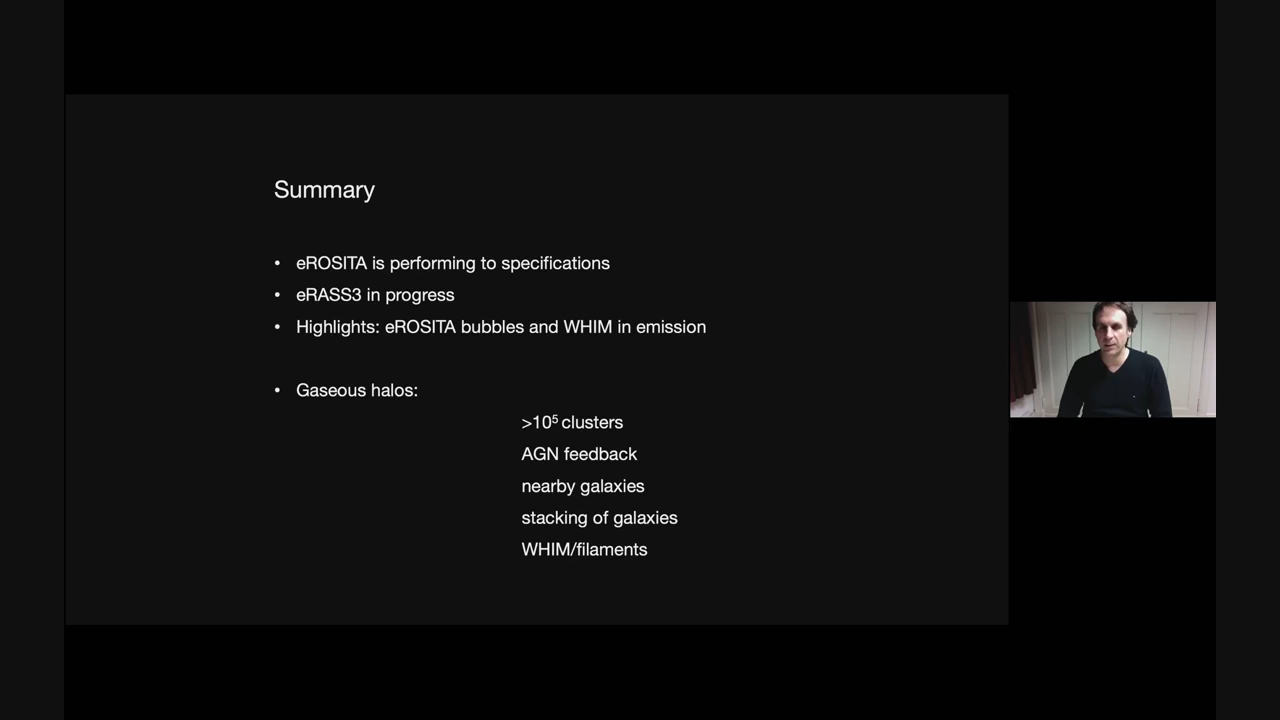 Summary
• eROSITA is performing to specifications
• eRASS3 in progress
• Highlights: eROSITA bubbles and WHIM in emission
• Gaseous halos:
>10⁵ clusters
AGN feedback
nearby galaxies
stacking of galaxies
WHIM/filaments